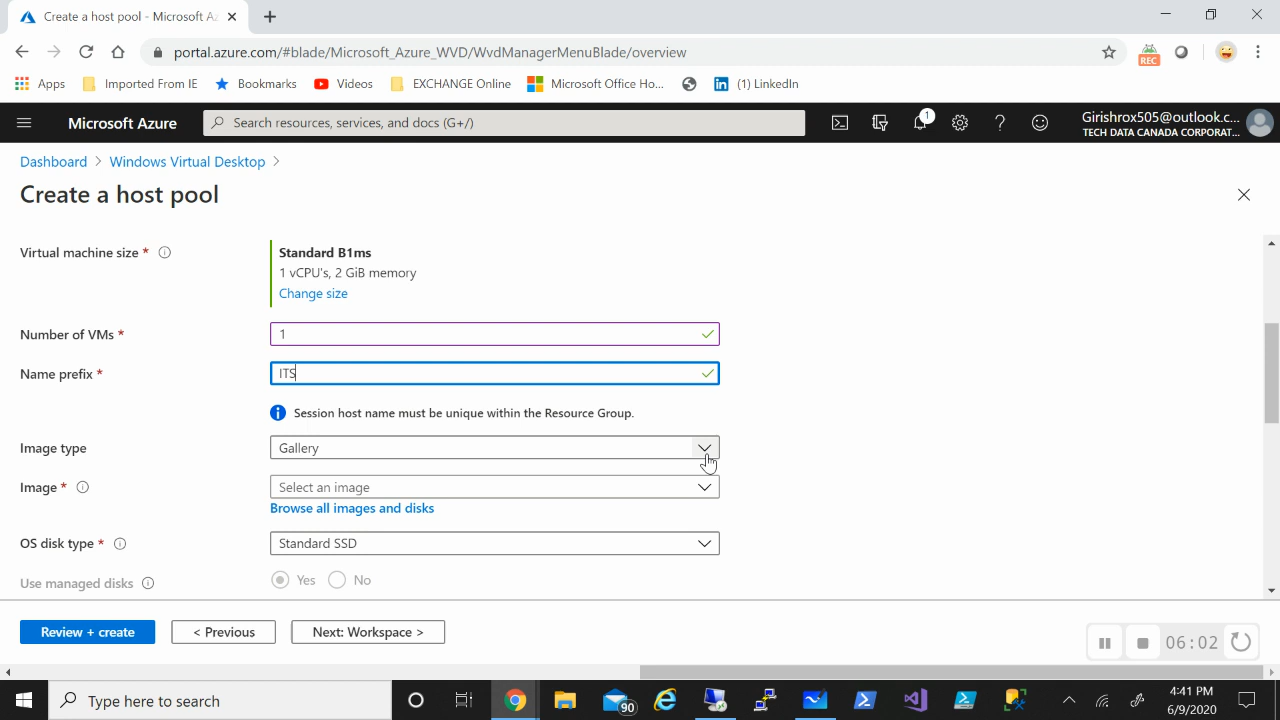 Create a host pool - Microsoft Az
portal.azure.com/#blade/Microsoft_Azure_WVD/WvdManagerMenuBlade/overview
REC
Apps Imported From IE Bookmarks Videos EXCHANGE Online Microsoft Office Ho... (1) LinkedIn
Microsoft Azure Search resources, services, and docs (G+/) 1 Girishrox505@outlook.c...
TECH DATA CANADA CORPORAT...
Dashboard > Windows Virtual Desktop >
Create a host pool
Virtual machine size * Standard B1ms
1 vCPU's, 2 GiB memory
Change size
Number of VMs * 1
Name prefix * ITS
Session host name must be unique within the Resource Group.
Image type Gallery
Image * Select an image
Browse all images and disks
OS disk type * Standard SSD
Use managed disks Yes No
Review + create < Previous Next: Workspace >
06:02
Type here to search 90 4:41 PM
6/9/2020